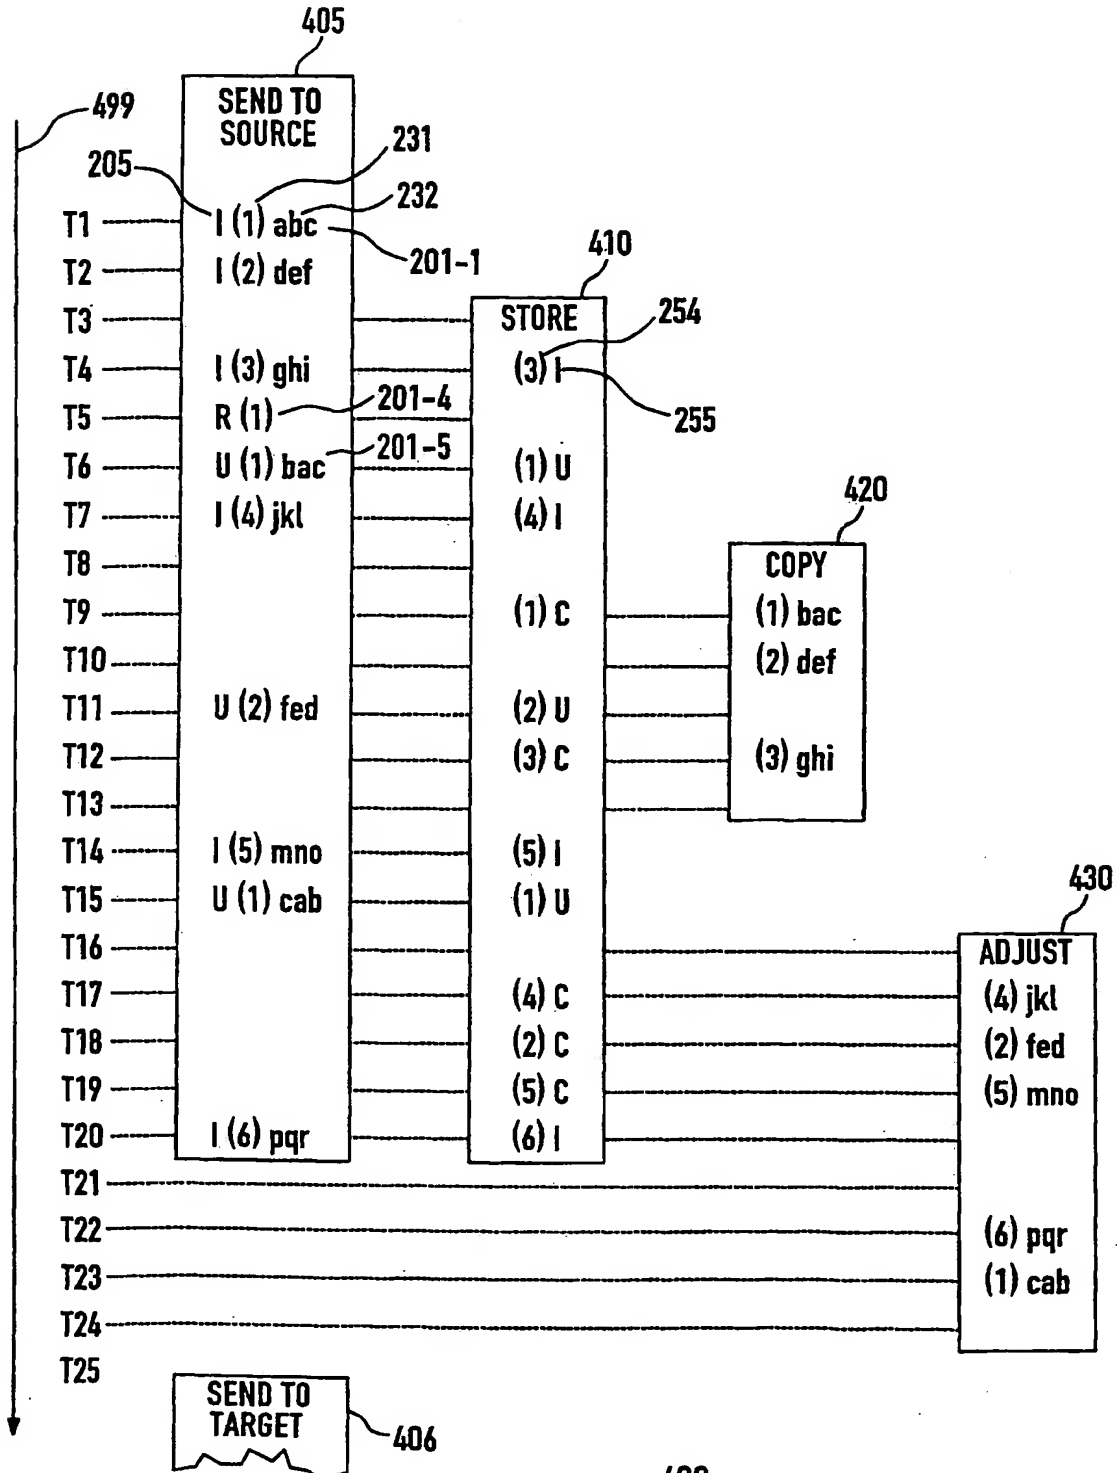 405
499
SEND TO
SOURCE
231
205
T1 I (1) abc 232
201-1
T2 I (2) def
410
T3 STORE 254
T4 I (3) ghi (3) I
255
T5 R (1) 201-4
T6 U (1) bac 201-5 (1) U
T7 I (4) jkl (4) I
420
T8 COPY
T9 (1) C (1) bac
T10 (2) def
T11 U (2) fed (2) U
T12 (3) C (3) ghi
T13
T14 I (5) mno (5) i
430
T15 U (1) cab (1) U
T16 ADJUST
T17 (4) C (4) jkl
T18 (2) C (2) fed
T19 (5) C (5) mno
T20 I (6) pqr (6) I
T21
T22 (6) pqr
T23 (1) cab
T24
T25
SEND TO
TARGET
406